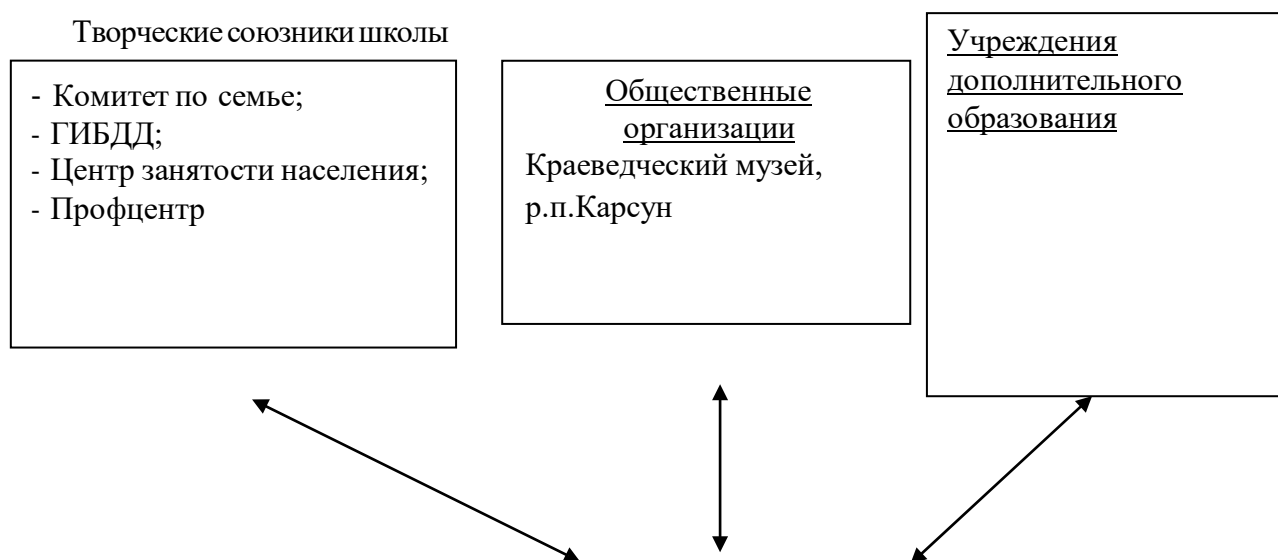 Творческие союзники школы
- Комитет по семье;
- ГИБДД;
- Центр занятости населения;
- Профцентр
Общественные
организации
Краеведческий музей,
р.п.Карсун
Учреждения
дополнительного
образования